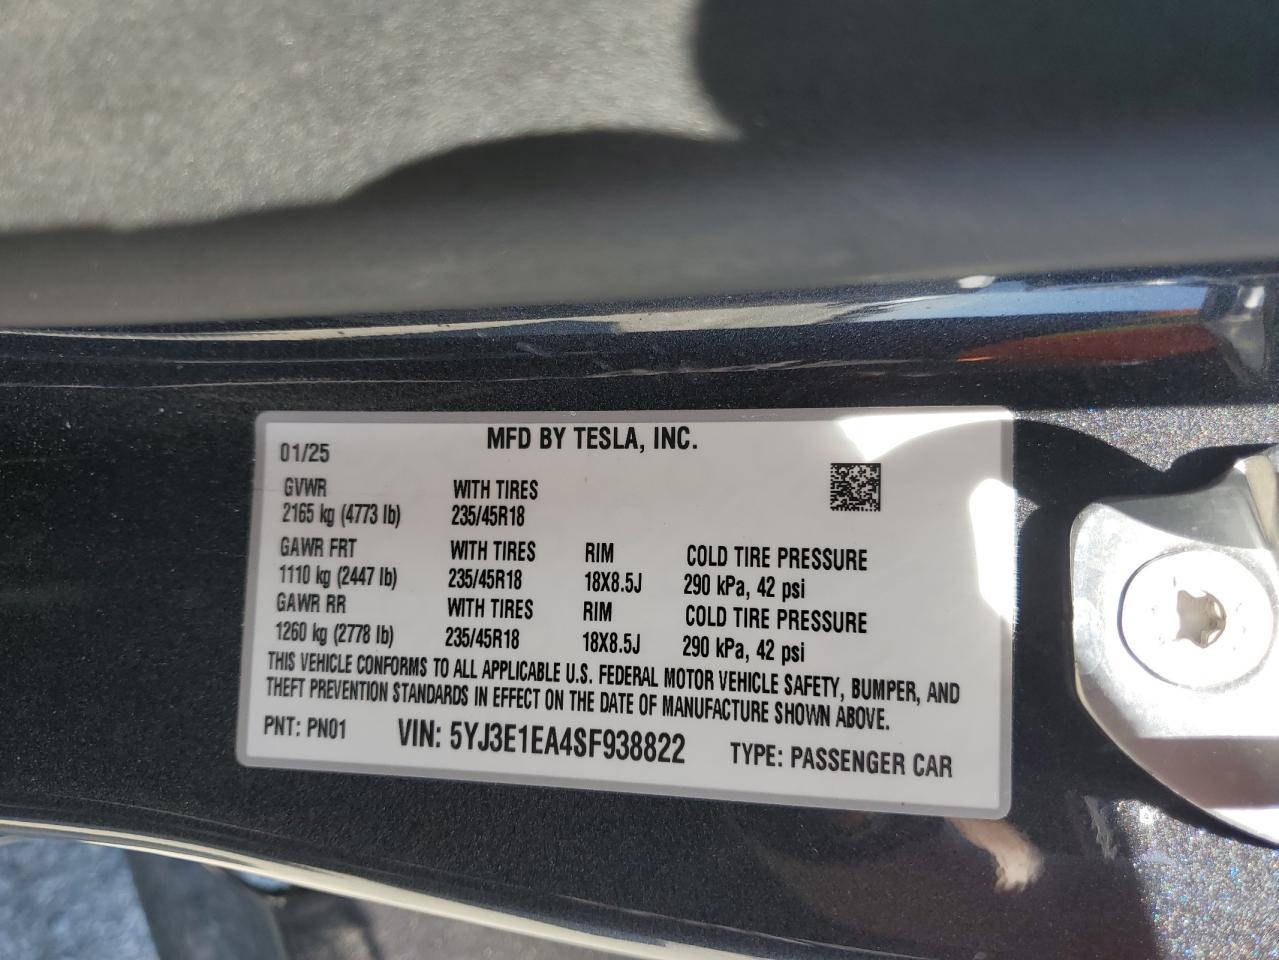 MFD BY TESLA, INC.
01/25
GVWR WITH TIRES
2165 kg (4773 lb) 235/45R18
GAWR FRT WITH TIRES RIM COLD TIRE PRESSURE
1110 kg (2447 lb) 235/45R18 18X8.5J 290 kPa, 42 psi
GAWR RR WITH TIRES RIM COLD TIRE PRESSURE
1260 kg (2778 lb) 235/45R18 18X8.5J 290 kPa, 42 psi
THIS VEHICLE CONFORMS TO ALL APPLICABLE U.S. FEDERAL MOTOR VEHICLE SAFETY, BUMPER, AND
THEFT PREVENTION STANDARDS IN EFFECT ON THE DATE OF MANUFACTURE SHOWN ABOVE.
PNT: PN01 VIN: 5YJ3E1EA4SF938822 TYPE: PASSENGER CAR